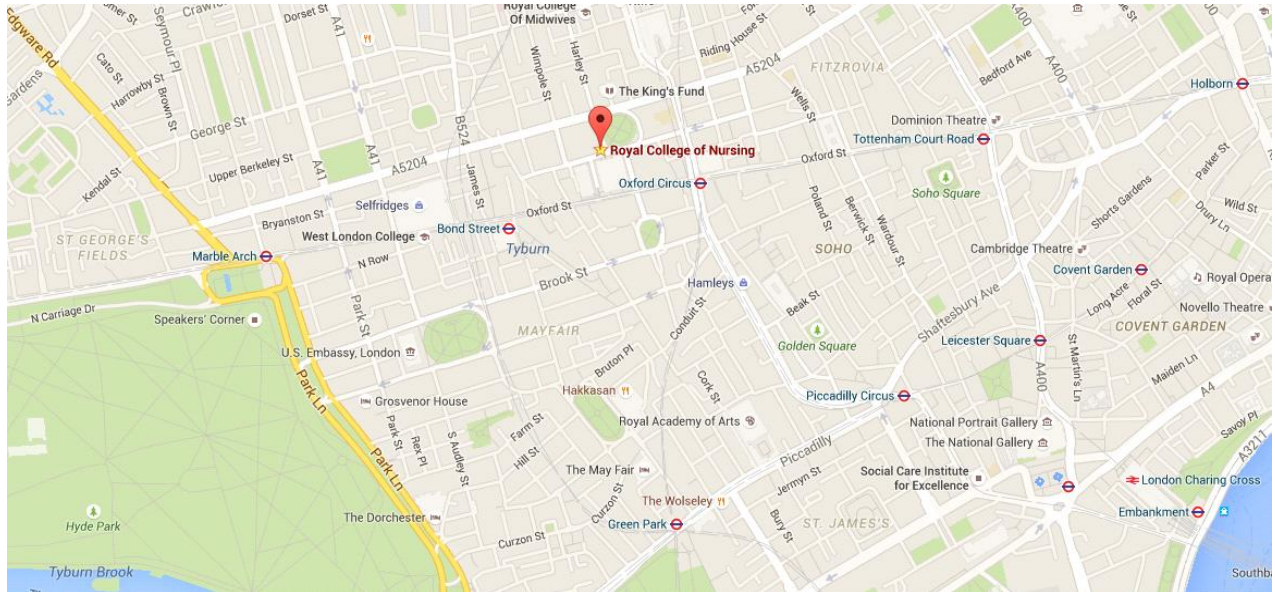 Crawford
Dorset St
A41
Royal College
Of Midwives
A400
A400
Edgware Rd
Seymour Pl
Harley St
Wimpole St
Riding House St
A5204
FITZROVIA
Bedford Ave
Gardens
Cato St
Harrowby St
Brown St
The King's Fund
Wells St
Holborn
George St
B524
Dominion Theatre
Tottenham Court Road
Royal College of Nursing
Oxford St
Parker St
Upper Berkeley St
A41
A5204
James St
Kendal St
Oxford Circus
Soho Square
Shorts Gardens
Drury Ln
Wild St
Selfridges
Oxford St
Poland St
Berwick St
Wardour St
Bryanston St
West London College
Bond Street
Tyburn
ST GEORGE'S
FIELDS
Marble Arch
N Row
SOHO
Cambridge Theatre
Covent Garden
Brook St
Hamleys
Long Acre
Floral St
Royal Opera
N Carriage Dr
Speakers' Corner
Park St
MAYFAIR
Conduit St
Beak St
Shaftesbury Ave
Novello Theatre
COVENT GARDEN
Golden Square
Leicester Square
St Martin's Ln
U.S. Embassy, London
Bruton Pl
Maiden Ln
Park Ln
Hakkasan
Cork St
A400
A4
Grosvenor House
Piccadilly Circus
Park St
Rex Pl
S Audley St
Farm St
Hill St
Royal Academy of Arts
Piccadilly
National Portrait Gallery
The National Gallery
Savoy Pl
A3211
Park Ln
The May Fair
Jermyn St
Social Care Institute
for Excellence
London Charing Cross
Curzon St
The Wolseley
Hyde Park
The Dorchester
Green Park
Bury St
ST. JAMES'S
Embankment
Curzon St
Tyburn Brook
Southba